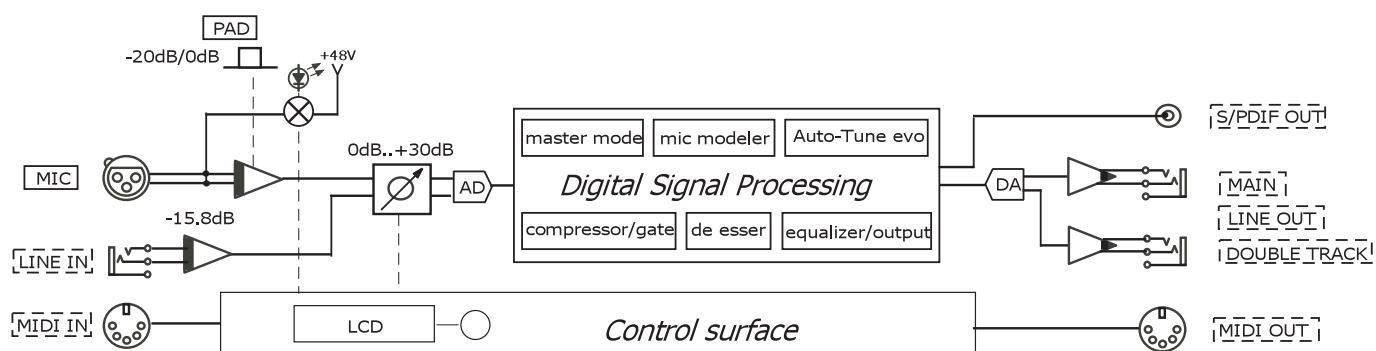 PAD
-20dB/0dB
+48V
MIC
0dB..+30dB
AD
-15.8dB
LINE IN
MIDI IN
master mode
mic modeler
Auto-Tune evo
Digital Signal Processing
compressor/gate
de esser
equalizer/output
LCD
Control surface
DA
S/PDIF OUT
MAIN
LINE OUT
DOUBLE TRACK
MIDI OUT